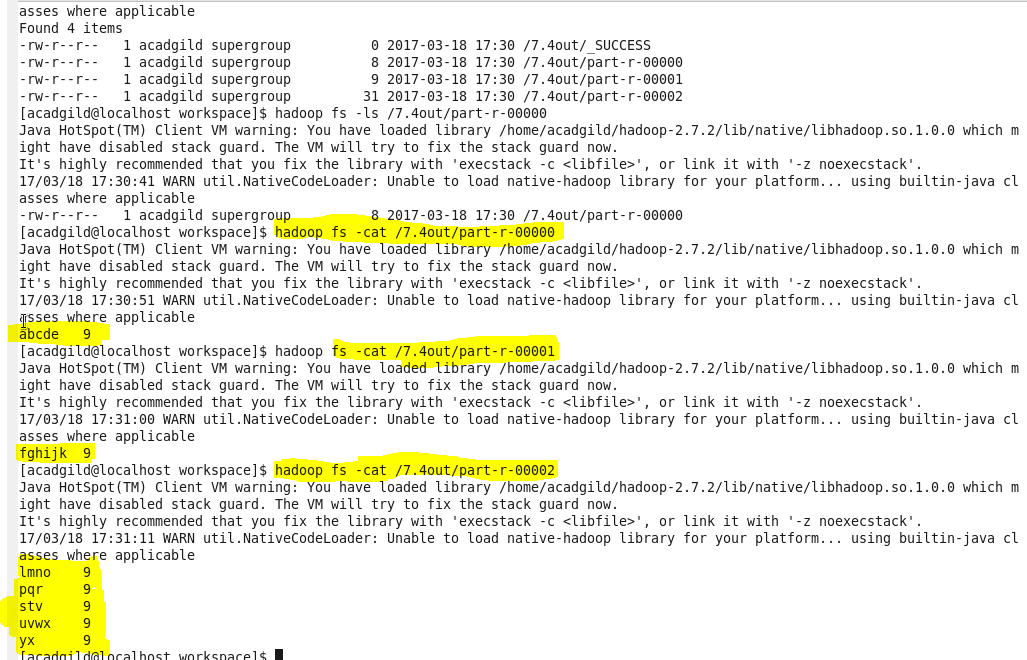 asses where applicable
Found 4 items
-rw-r--r--   1 acadgild supergroup          0 2017-03-18 17:30 /7.4out/_SUCCESS
-rw-r--r--   1 acadgild supergroup          8 2017-03-18 17:30 /7.4out/part-r-00000
-rw-r--r--   1 acadgild supergroup          9 2017-03-18 17:30 /7.4out/part-r-00001
-rw-r--r--   1 acadgild supergroup         31 2017-03-18 17:30 /7.4out/part-r-00002
[acadgild@localhost workspace]$ hadoop fs -ls /7.4out/part-r-00000
Java HotSpot(TM) Client VM warning: You have loaded library /home/acadgild/hadoop-2.7.2/lib/native/libhadoop.so.1.0.0 which m
ight have disabled stack guard. The VM will try to fix the stack guard now.
It's highly recommended that you fix the library with 'execstack -c <libfile>', or link it with '-z noexecstack'.
17/03/18 17:30:41 WARN util.NativeCodeLoader: Unable to load native-hadoop library for your platform... using builtin-java cl
asses where applicable
-rw-r--r--   1 acadgild supergroup          8 2017-03-18 17:30 /7.4out/part-r-00000
[acadgild@localhost workspace]$ hadoop fs -cat /7.4out/part-r-00000
Java HotSpot(TM) Client VM warning: You have loaded library /home/acadgild/hadoop-2.7.2/lib/native/libhadoop.so.1.0.0 which m
ight have disabled stack guard. The VM will try to fix the stack guard now.
It's highly recommended that you fix the library with 'execstack -c <libfile>', or link it with '-z noexecstack'.
17/03/18 17:30:51 WARN util.NativeCodeLoader: Unable to load native-hadoop library for your platform... using builtin-java cl
asses where applicable
abcde   9
[acadgild@localhost workspace]$ hadoop fs -cat /7.4out/part-r-00001
Java HotSpot(TM) Client VM warning: You have loaded library /home/acadgild/hadoop-2.7.2/lib/native/libhadoop.so.1.0.0 which m
ight have disabled stack guard. The VM will try to fix the stack guard now.
It's highly recommended that you fix the library with 'execstack -c <libfile>', or link it with '-z noexecstack'.
17/03/18 17:31:00 WARN util.NativeCodeLoader: Unable to load native-hadoop library for your platform... using builtin-java cl
asses where applicable
fghijk  9
[acadgild@localhost workspace]$ hadoop fs -cat /7.4out/part-r-00002
Java HotSpot(TM) Client VM warning: You have loaded library /home/acadgild/hadoop-2.7.2/lib/native/libhadoop.so.1.0.0 which m
ight have disabled stack guard. The VM will try to fix the stack guard now.
It's highly recommended that you fix the library with 'execstack -c <libfile>', or link it with '-z noexecstack'.
17/03/18 17:31:11 WARN util.NativeCodeLoader: Unable to load native-hadoop library for your platform... using builtin-java cl
asses where applicable
lmno    9
pqr     9
stv     9
uvwx    9
yx      9
[acadgild@localhost workspace]$